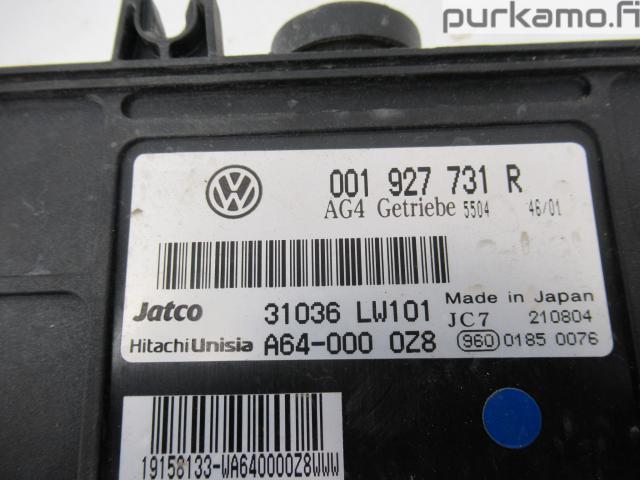 purkamo.fi
001 927 731 R
AG4 Getriebe 5504 46/01
Jatco 31036 LW101 Made in Japan
JC7 210804
HitachiUnisia A64-000 0Z8 960 0185 0076
19158133-WA640000Z8WWW